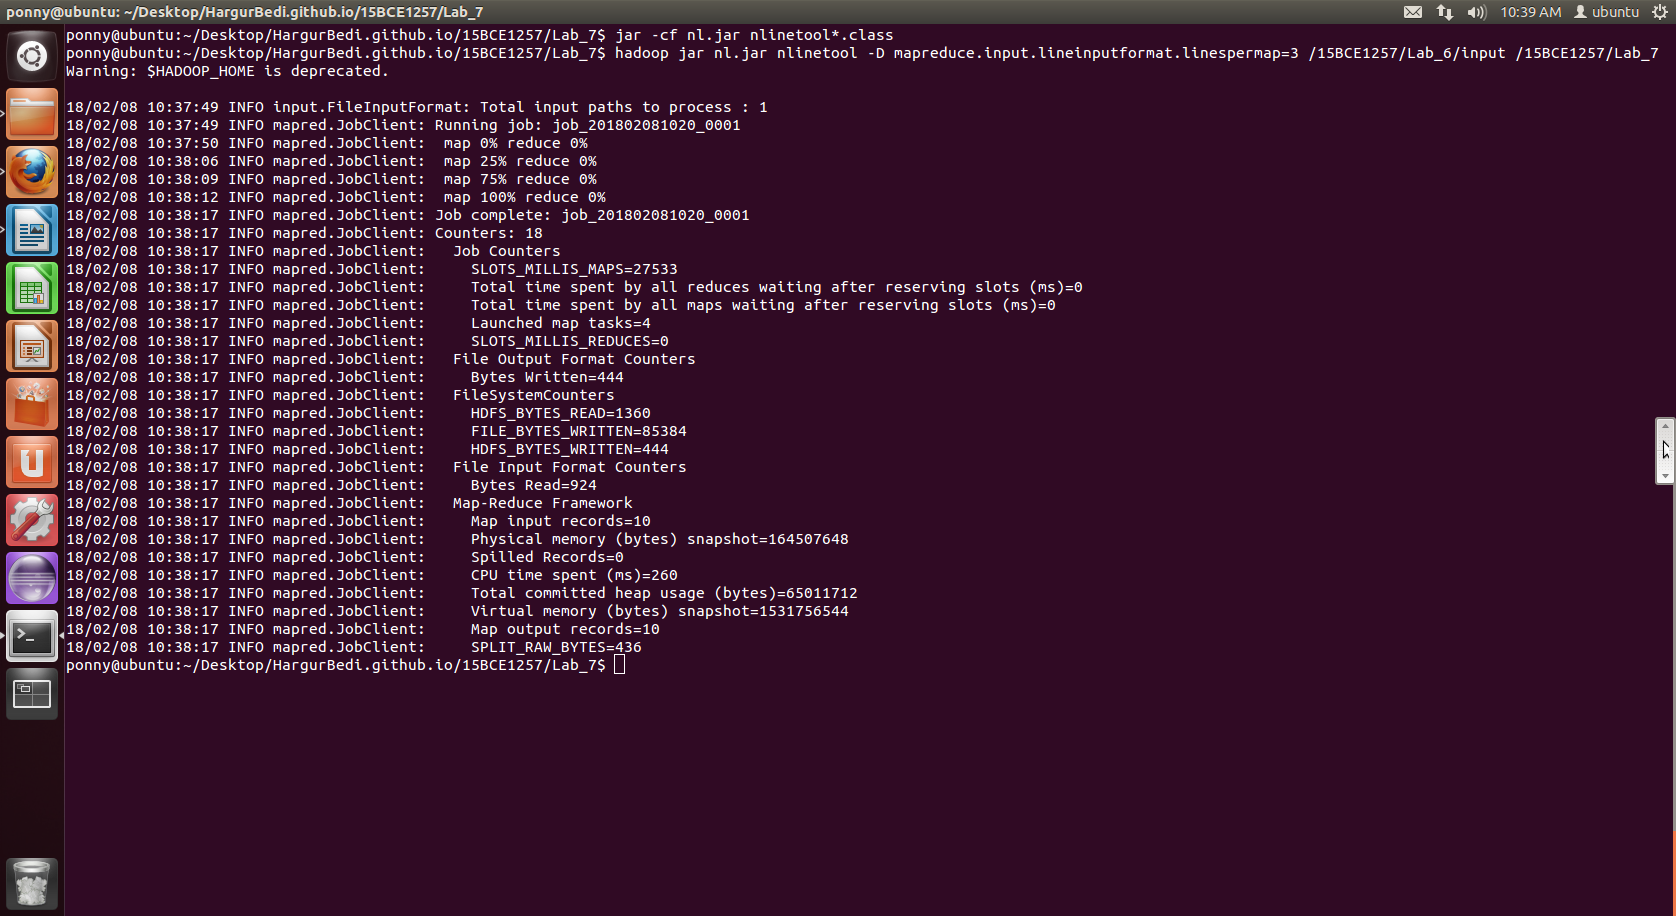 ponny@ubuntu: ~/Desktop/HargurBedi.github.io/15BCE1257/Lab_7
10:39 AM
ubuntu
ponny@ubuntu:~/Desktop/HargurBedi.github.io/15BCE1257/Lab_7$ jar -cf nl.jar nlinetool*.class
ponny@ubuntu:~/Desktop/HargurBedi.github.io/15BCE1257/Lab_7$ hadoop jar nl.jar nlinetool -D mapreduce.input.lineinputformat.linespermap=3 /15BCE1257/Lab_6/input /15BCE1257/Lab_7
Warning: $HADOOP_HOME is deprecated.
18/02/08 10:37:49 INFO input.FileInputFormat: Total input paths to process : 1
18/02/08 10:37:49 INFO mapred.JobClient: Running job: job_201802081020_0001
18/02/08 10:37:50 INFO mapred.JobClient:  map 0% reduce 0%
18/02/08 10:38:06 INFO mapred.JobClient:  map 25% reduce 0%
18/02/08 10:38:09 INFO mapred.JobClient:  map 75% reduce 0%
18/02/08 10:38:12 INFO mapred.JobClient:  map 100% reduce 0%
18/02/08 10:38:17 INFO mapred.JobClient: Job complete: job_201802081020_0001
18/02/08 10:38:17 INFO mapred.JobClient: Counters: 18
18/02/08 10:38:17 INFO mapred.JobClient:   Job Counters
18/02/08 10:38:17 INFO mapred.JobClient:     SLOTS_MILLIS_MAPS=27533
18/02/08 10:38:17 INFO mapred.JobClient:     Total time spent by all reduces waiting after reserving slots (ms)=0
18/02/08 10:38:17 INFO mapred.JobClient:     Total time spent by all maps waiting after reserving slots (ms)=0
18/02/08 10:38:17 INFO mapred.JobClient:     Launched map tasks=4
18/02/08 10:38:17 INFO mapred.JobClient:     SLOTS_MILLIS_REDUCES=0
18/02/08 10:38:17 INFO mapred.JobClient:   File Output Format Counters
18/02/08 10:38:17 INFO mapred.JobClient:     Bytes Written=444
18/02/08 10:38:17 INFO mapred.JobClient:   FileSystemCounters
18/02/08 10:38:17 INFO mapred.JobClient:     HDFS_BYTES_READ=1360
18/02/08 10:38:17 INFO mapred.JobClient:     FILE_BYTES_WRITTEN=85384
18/02/08 10:38:17 INFO mapred.JobClient:     HDFS_BYTES_WRITTEN=444
18/02/08 10:38:17 INFO mapred.JobClient:   File Input Format Counters
18/02/08 10:38:17 INFO mapred.JobClient:     Bytes Read=924
18/02/08 10:38:17 INFO mapred.JobClient:   Map-Reduce Framework
18/02/08 10:38:17 INFO mapred.JobClient:     Map input records=10
18/02/08 10:38:17 INFO mapred.JobClient:     Physical memory (bytes) snapshot=164507648
18/02/08 10:38:17 INFO mapred.JobClient:     Spilled Records=0
18/02/08 10:38:17 INFO mapred.JobClient:     CPU time spent (ms)=260
18/02/08 10:38:17 INFO mapred.JobClient:     Total committed heap usage (bytes)=65011712
18/02/08 10:38:17 INFO mapred.JobClient:     Virtual memory (bytes) snapshot=1531756544
18/02/08 10:38:17 INFO mapred.JobClient:     Map output records=10
18/02/08 10:38:17 INFO mapred.JobClient:     SPLIT_RAW_BYTES=436
ponny@ubuntu:~/Desktop/HargurBedi.github.io/15BCE1257/Lab_7$